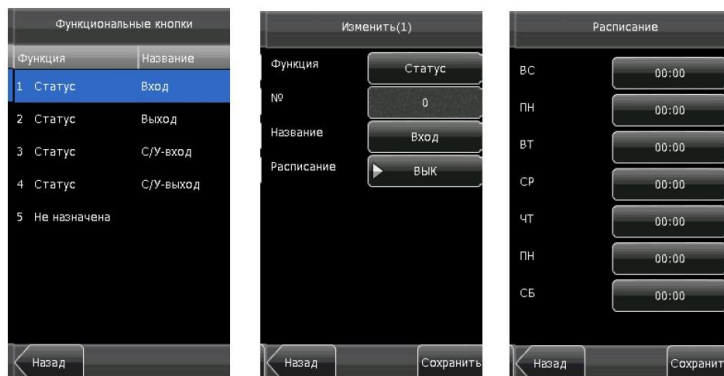 Функциональные кнопки
Функция Название
1 Статус Вход
2 Статус Выход
3 Статус С/У-вход
4 Статус С/У-выход
5 Не назначена
Назад
Изменить(1)
Функция Статус
№ 0
Название Вход
Расписание ВЫК
Назад Сохранить
Расписание
ВС 00:00
ПН 00:00
ВТ 00:00
СР 00:00
ЧТ 00:00
ПН 00:00
СБ 00:00
Назад Сохранит